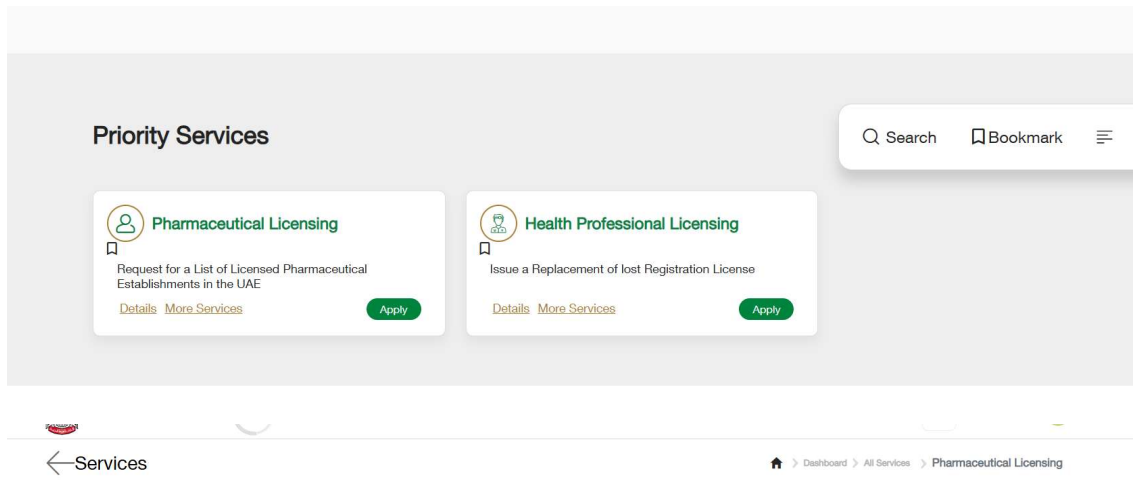 Priority Services
Search Bookmark
Pharmaceutical Licensing
Request for a List of Licensed Pharmaceutical
Establishments in the UAE
Details More Services Apply
Health Professional Licensing
Issue a Replacement of lost Registration License
Details More Services Apply
Services
Dashboard > All Services > Pharmaceutical Licensing